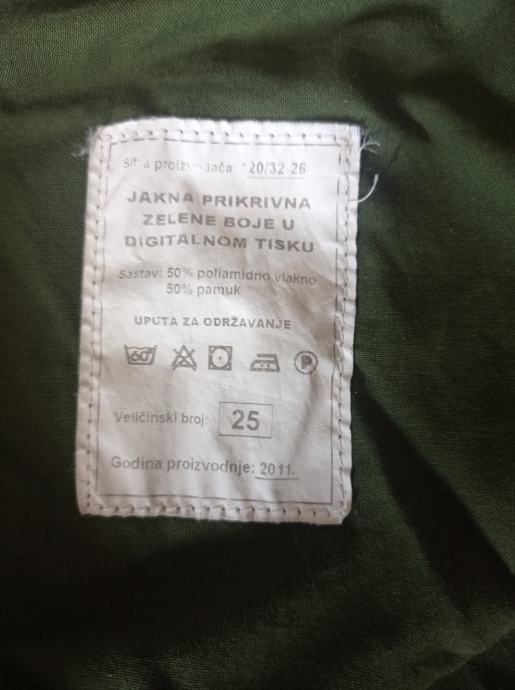 Šifra proizvođača: 120/32-26
JAKNA PRIKRIVNA
ZELENE BOJE U
DIGITALNOM TISKU
Sastav: 50% poliamidno vlakno
50% pamuk
UPUTA ZA ODRŽAVANJE
60° P
Veličinski broj: 25
Godina proizvodnje: 2011.